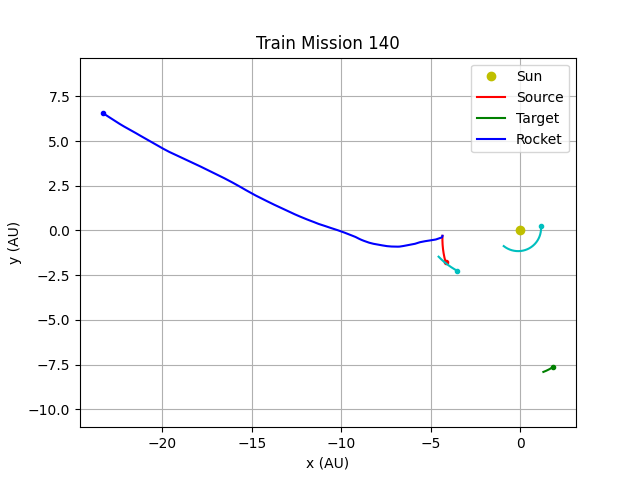 Train Mission 140
Sun
Source
Target
Rocket
7.5
5.0
2.5
0.0
−2.5
−5.0
−7.5
−10.0
y (AU)
−20
−15
−10
−5
0
x (AU)